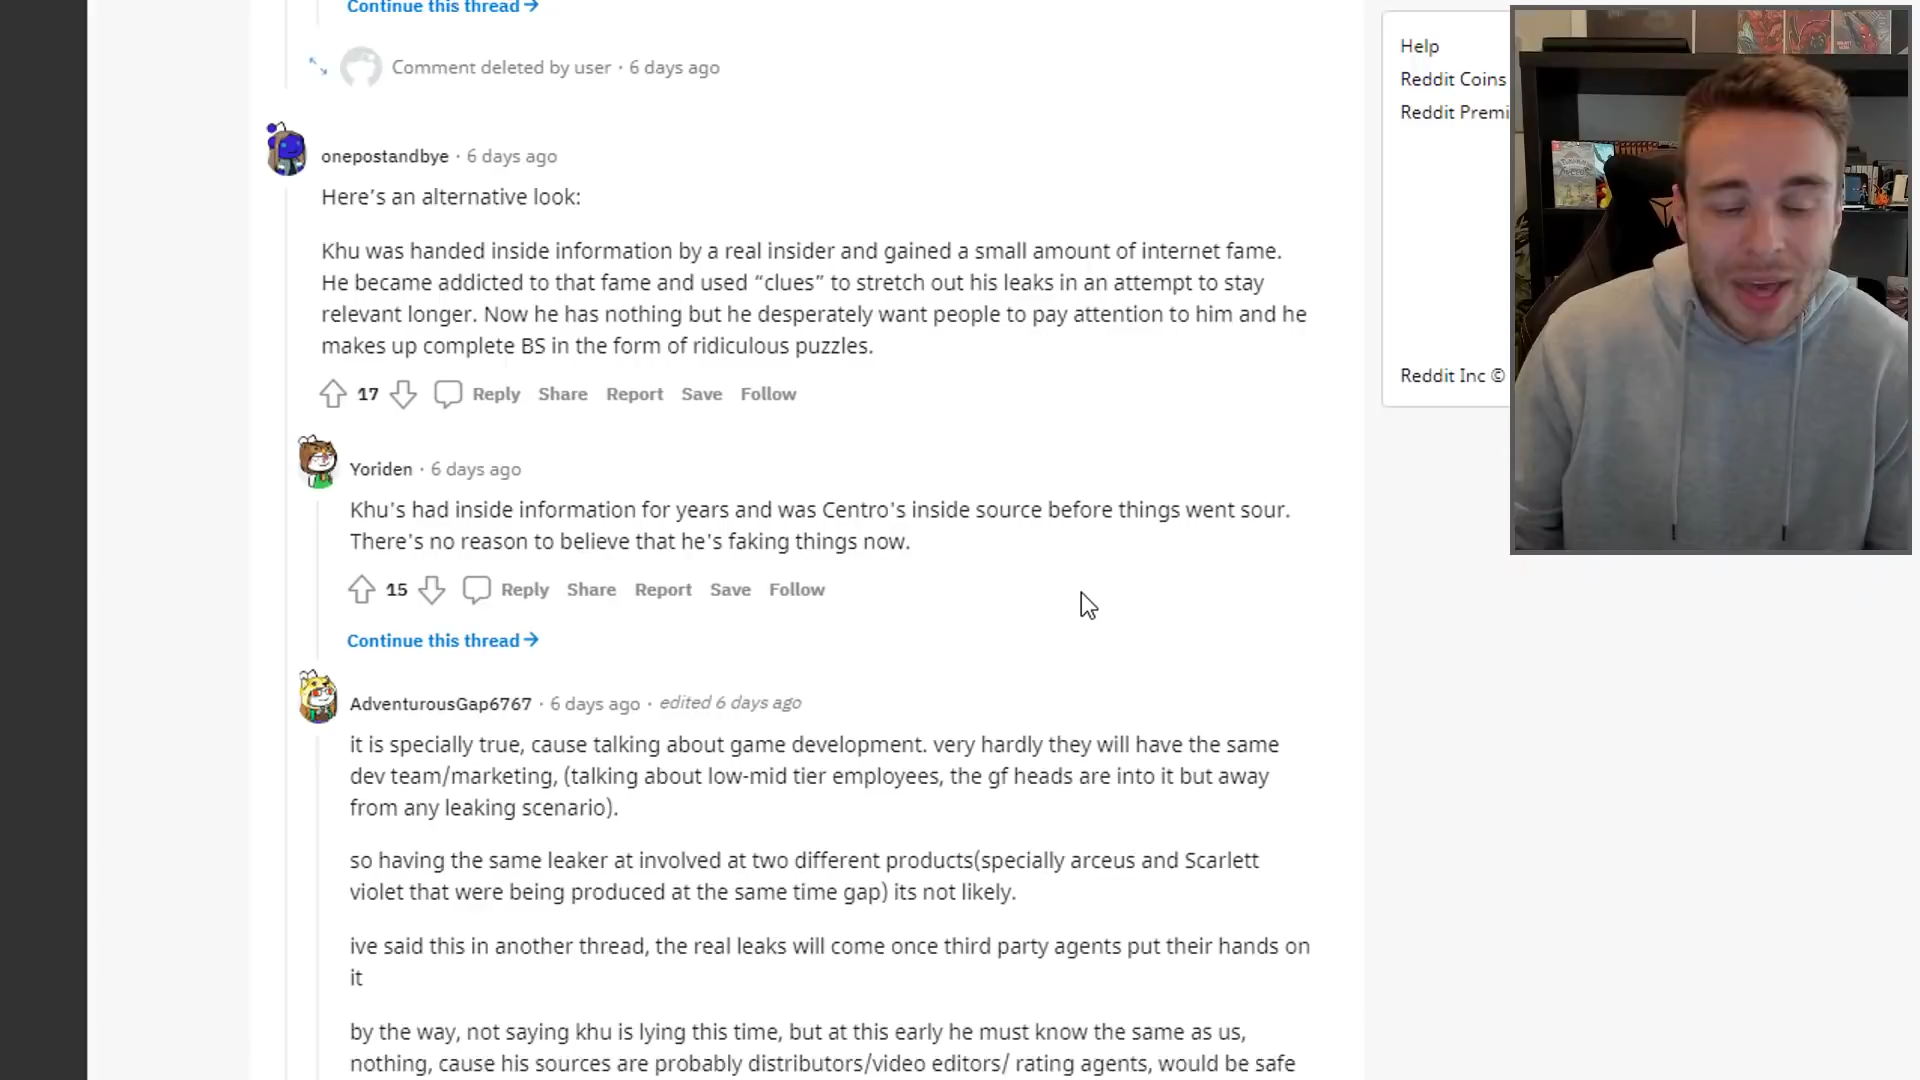 Continue this thread →
Comment deleted by user · 6 days ago
onepostandbye · 6 days ago
Here's an alternative look:
Khu was handed inside information by a real insider and gained a small amount of internet fame.
He became addicted to that fame and used “clues” to stretch out his leaks in an attempt to stay
relevant longer. Now he has nothing but he desperately want people to pay attention to him and he
makes up complete BS in the form of ridiculous puzzles.
17 Reply Share Report Save Follow
Yoriden · 6 days ago
Khu's had inside information for years and was Centro's inside source before things went sour.
There's no reason to believe that he's faking things now.
15 Reply Share Report Save Follow
Continue this thread →
AdventurousGap6767 · 6 days ago · edited 6 days ago
it is specially true, cause talking about game development. very hardly they will have the same
dev team/marketing, (talking about low-mid tier employees, the gf heads are into it but away
from any leaking scenario).
so having the same leaker at involved at two different products(specially arceus and Scarlett
violet that were being produced at the same time gap) its not likely.
ive said this in another thread, the real leaks will come once third party agents put their hands on
it
by the way, not saying khu is lying this time, but at this early he must know the same as us,
nothing, cause his sources are probably distributors/video editors/ rating agents, would be safe
Help
Reddit Coins
Reddit Premi
Reddit Inc ©